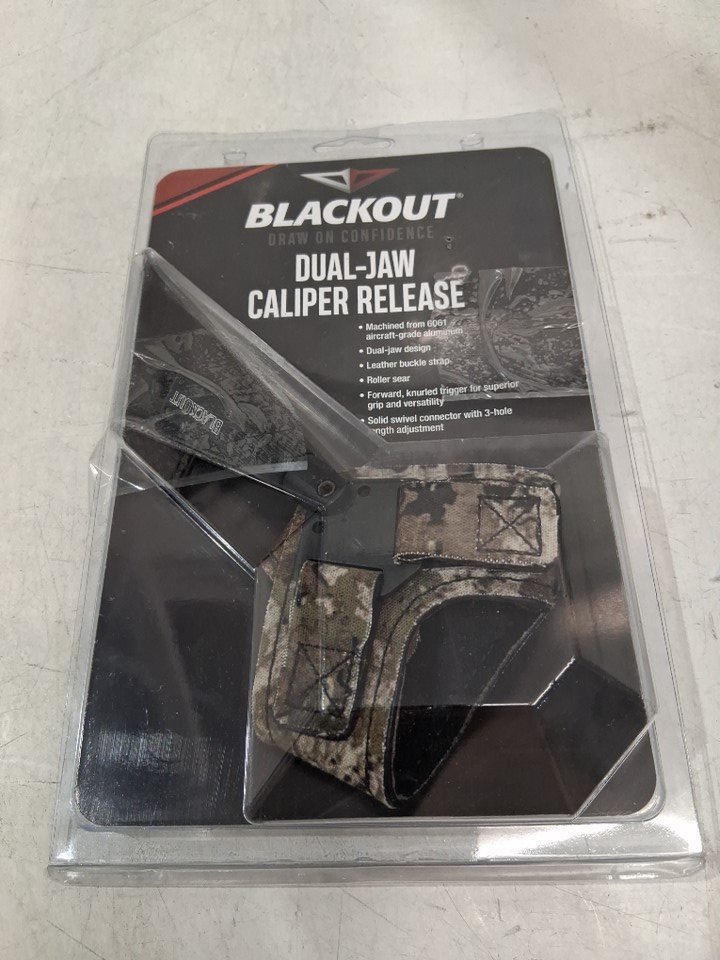 BLACKOUT®
DRAW ON CONFIDENCE
DUAL-JAW
CALIPER RELEASE
• Machined from 6061
aircraft-grade aluminum
• Dual-jaw design
• Leather buckle strap
• Roller sear
• Forward, knurled trigger for superior
grip and versatility
• Solid swivel connector with 3-hole
length adjustment
BLACKOUT